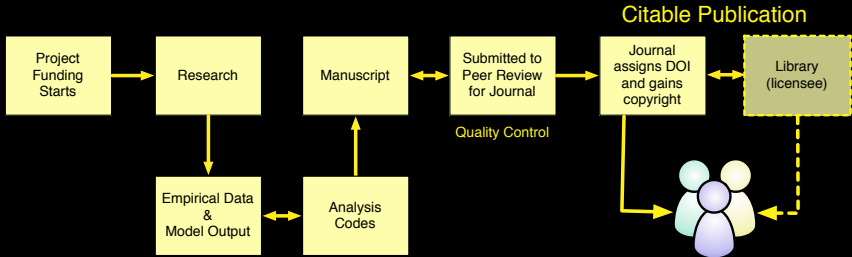 Citable Publication
Project
Funding
Starts
Research
Manuscript
Submitted to
Peer Review
for Journal
Journal
assigns DOI
and gains
copyright
Library
(licensee)
Quality Control
Empirical Data
&
Model Output
Analysis
Codes